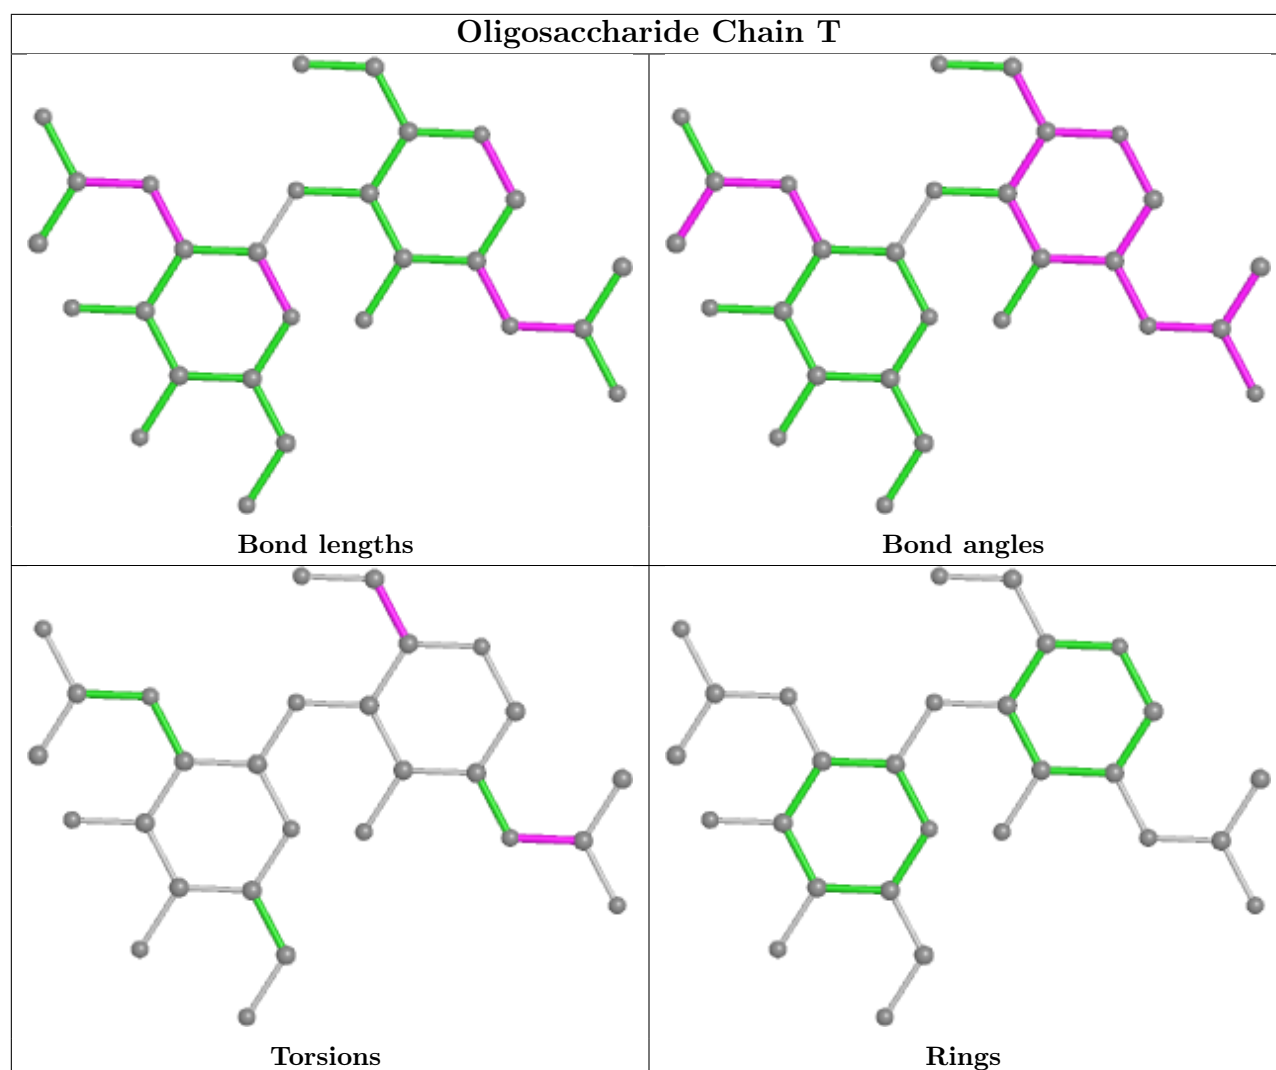 Oligosaccharide Chain T
Bond lengths
Bond angles
Torsions
Rings